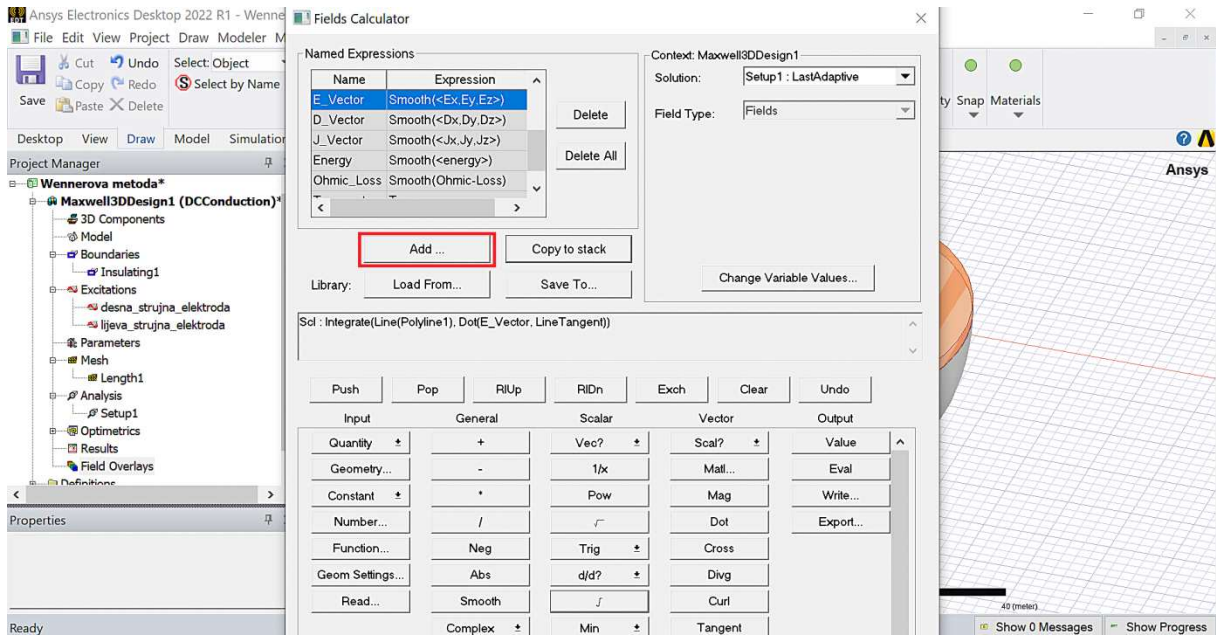 Ansys Electronics Desktop 2022 R1 - Wenne
File Edit View Project Draw Modeler M
Save
Cut Undo
Copy Redo
Paste Delete
Select: Object
Select by Name
Desktop View Draw Model Simulation
Project Manager
Wennerova metoda*
Maxwell3DDesign1 (DCConduction)*
3D Components
Model
Boundaries
Insulating1
Excitations
desna_strujna_elektroda
lijeva_strujna_elektroda
Parameters
Mesh
Length1
Analysis
Setup1
Optimetrics
Results
Field Overlays
Definitions
Properties
Ready
Fields Calculator
Named Expressions
Name Expression
E_Vector Smooth(<Ex,Ey,Ez>)
D_Vector Smooth(<Dx,Dy,Dz>)
J_Vector Smooth(<Jx,Jy,Jz>)
Energy Smooth(<energy>)
Ohmic_Loss Smooth(Ohmic-Loss)
Delete
Delete All
Add ... Copy to stack
Library: Load From... Save To...
Context: Maxwell3DDesign1
Solution: Setup1 : LastAdaptive
Field Type: Fields
Change Variable Values...
Scl : Integrate(Line(Polyline1), Dot(E_Vector, LineTangent))
Push Pop RlUp RlDn Exch Clear Undo
Input General Scalar Vector Output
Quantity + Vec? Scal? Value
Geometry... - 1/x Matl... Eval
Constant * Pow Mag Write...
Number... / √ Dot Export...
Function... Neg Trig Cross
Geom Settings... Abs d/d? Divg
Read... Smooth ∫ Curl
Complex Min Tangent
ty Snap Materials
Ansys
40 (meter)
Show 0 Messages Show Progress